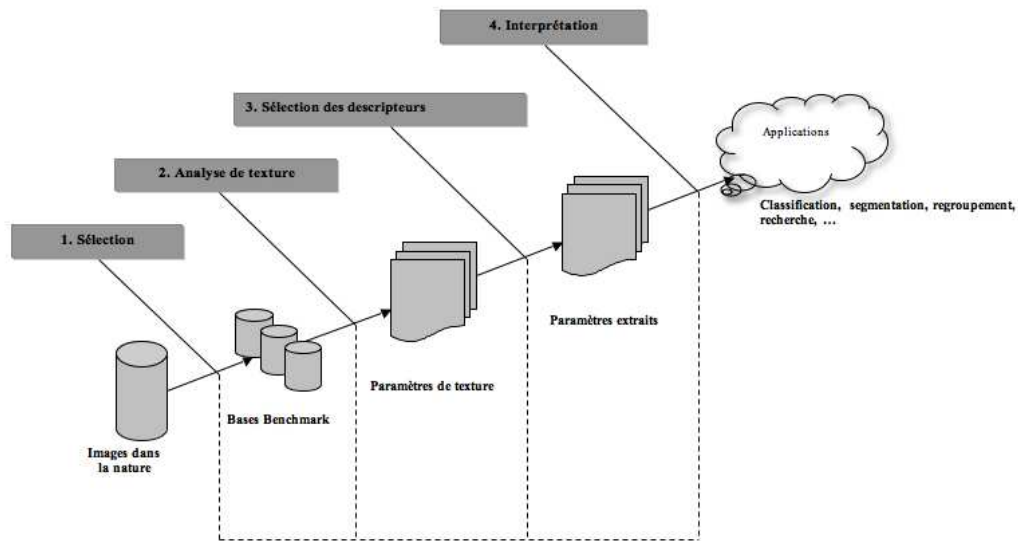 4. Interprétation
3. Sélection des descripteurs
2. Analyse de texture
1. Sélection
Applications
Classification, segmentation, regroupement,
recherche, ...
Paramètres extraits
Paramètres de texture
Bases Benchmark
Images dans
la nature